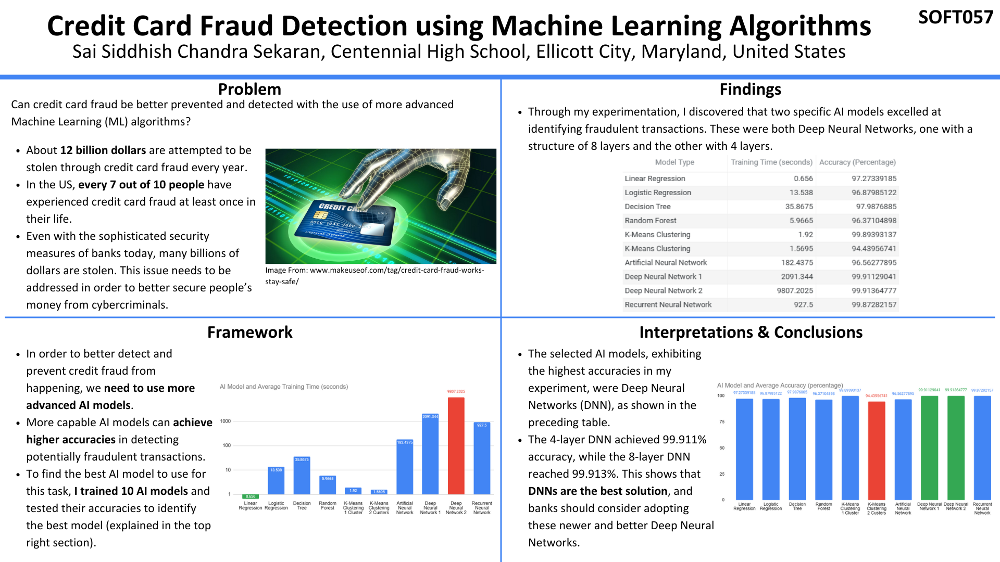 Credit Card Fraud Detection using Machine Learning Algorithms
SOFT057
Sai Siddhish Chandra Sekaran, Centennial High School, Ellicott City, Maryland, United States
Problem
Can credit card fraud be better prevented and detected with the use of more advanced
Machine Learning (ML) algorithms?
• About 12 billion dollars are attempted to be
stolen through credit card fraud every year.
• In the US, every 7 out of 10 people have
experienced credit card fraud at least once in
their life.
• Even with the sophisticated security
measures of banks today, many billions of
dollars are stolen. This issue needs to be
addressed in order to better secure people's
money from cybercriminals.
CREDIT CARD
GOLD
FIRSTNAME LASTNAME
Image From: www.makeuseof.com/tag/credit-card-fraud-works-
stay-safe/
Findings
• Through my experimentation, I discovered that two specific AI models excelled at
identifying fraudulent transactions. These were both Deep Neural Networks, one with a
structure of 8 layers and the other with 4 layers.
Model Type Training Time (seconds) Accuracy (Percentage)
Linear Regression 0.656 97.27339185
Logistic Regression 13.538 96.87985122
Decision Tree 35.8675 97.9876885
Random Forest 5.9665 96.37104898
K-Means Clustering 1.92 99.89393137
K-Means Clustering 1.5695 94.43956741
Artificial Neural Network 182.4375 96.56277895
Deep Neural Network 1 2091.344 99.91129041
Deep Neural Network 2 9807.2025 99.91364777
Recurrent Neural Network 927.5 99.87282157
Framework
• In order to better detect and
prevent credit fraud from
happening, we need to use more
advanced AI models.
• More capable AI models can achieve
higher accuracies in detecting
potentially fraudulent transactions.
• To find the best AI model to use for
this task, I trained 10 AI models and
tested their accuracies to identify
the best model (explained in the top
right section).
AI Model and Average Training Time (seconds)
1000
100
10
1
0.656 13.538 35.8675 5.9665 1.92 1.5695 182.4375 2091.344 9807.2025 927.5
Linear Regression
Logistic Regression
Decision Tree
Random Forest
K-Means Clustering 1 Cluster
K-Means Clustering 2 Custers
Artificial Neural Network
Deep Neural Network 1
Deep Neural Network 2
Recurrent Neural Network
Interpretations & Conclusions
• The selected AI models, exhibiting
the highest accuracies in my
experiment, were Deep Neural
Networks (DNN), as shown in the
preceding table.
• The 4-layer DNN achieved 99.911%
accuracy, while the 8-layer DNN
reached 99.913%. This shows that
DNNs are the best solution, and
banks should consider adopting
these newer and better Deep Neural
Networks.
AI Model and Average Accuracy (percentage)
100
75
50
25
0
97.27339185 96.87985122 97.9876885 96.37104898 99.89393137 94.43956741 96.56277895 99.91129041 99.91364777 99.87282157
Linear Regression
Logistic Regression
Decision Tree
Random Forest
K-Means Clustering 1 Cluster
K-Means Clustering 2 Custers
Artificial Neural Network
Deep Neural Network 1
Deep Neural Network 2
Recurrent Neural Network